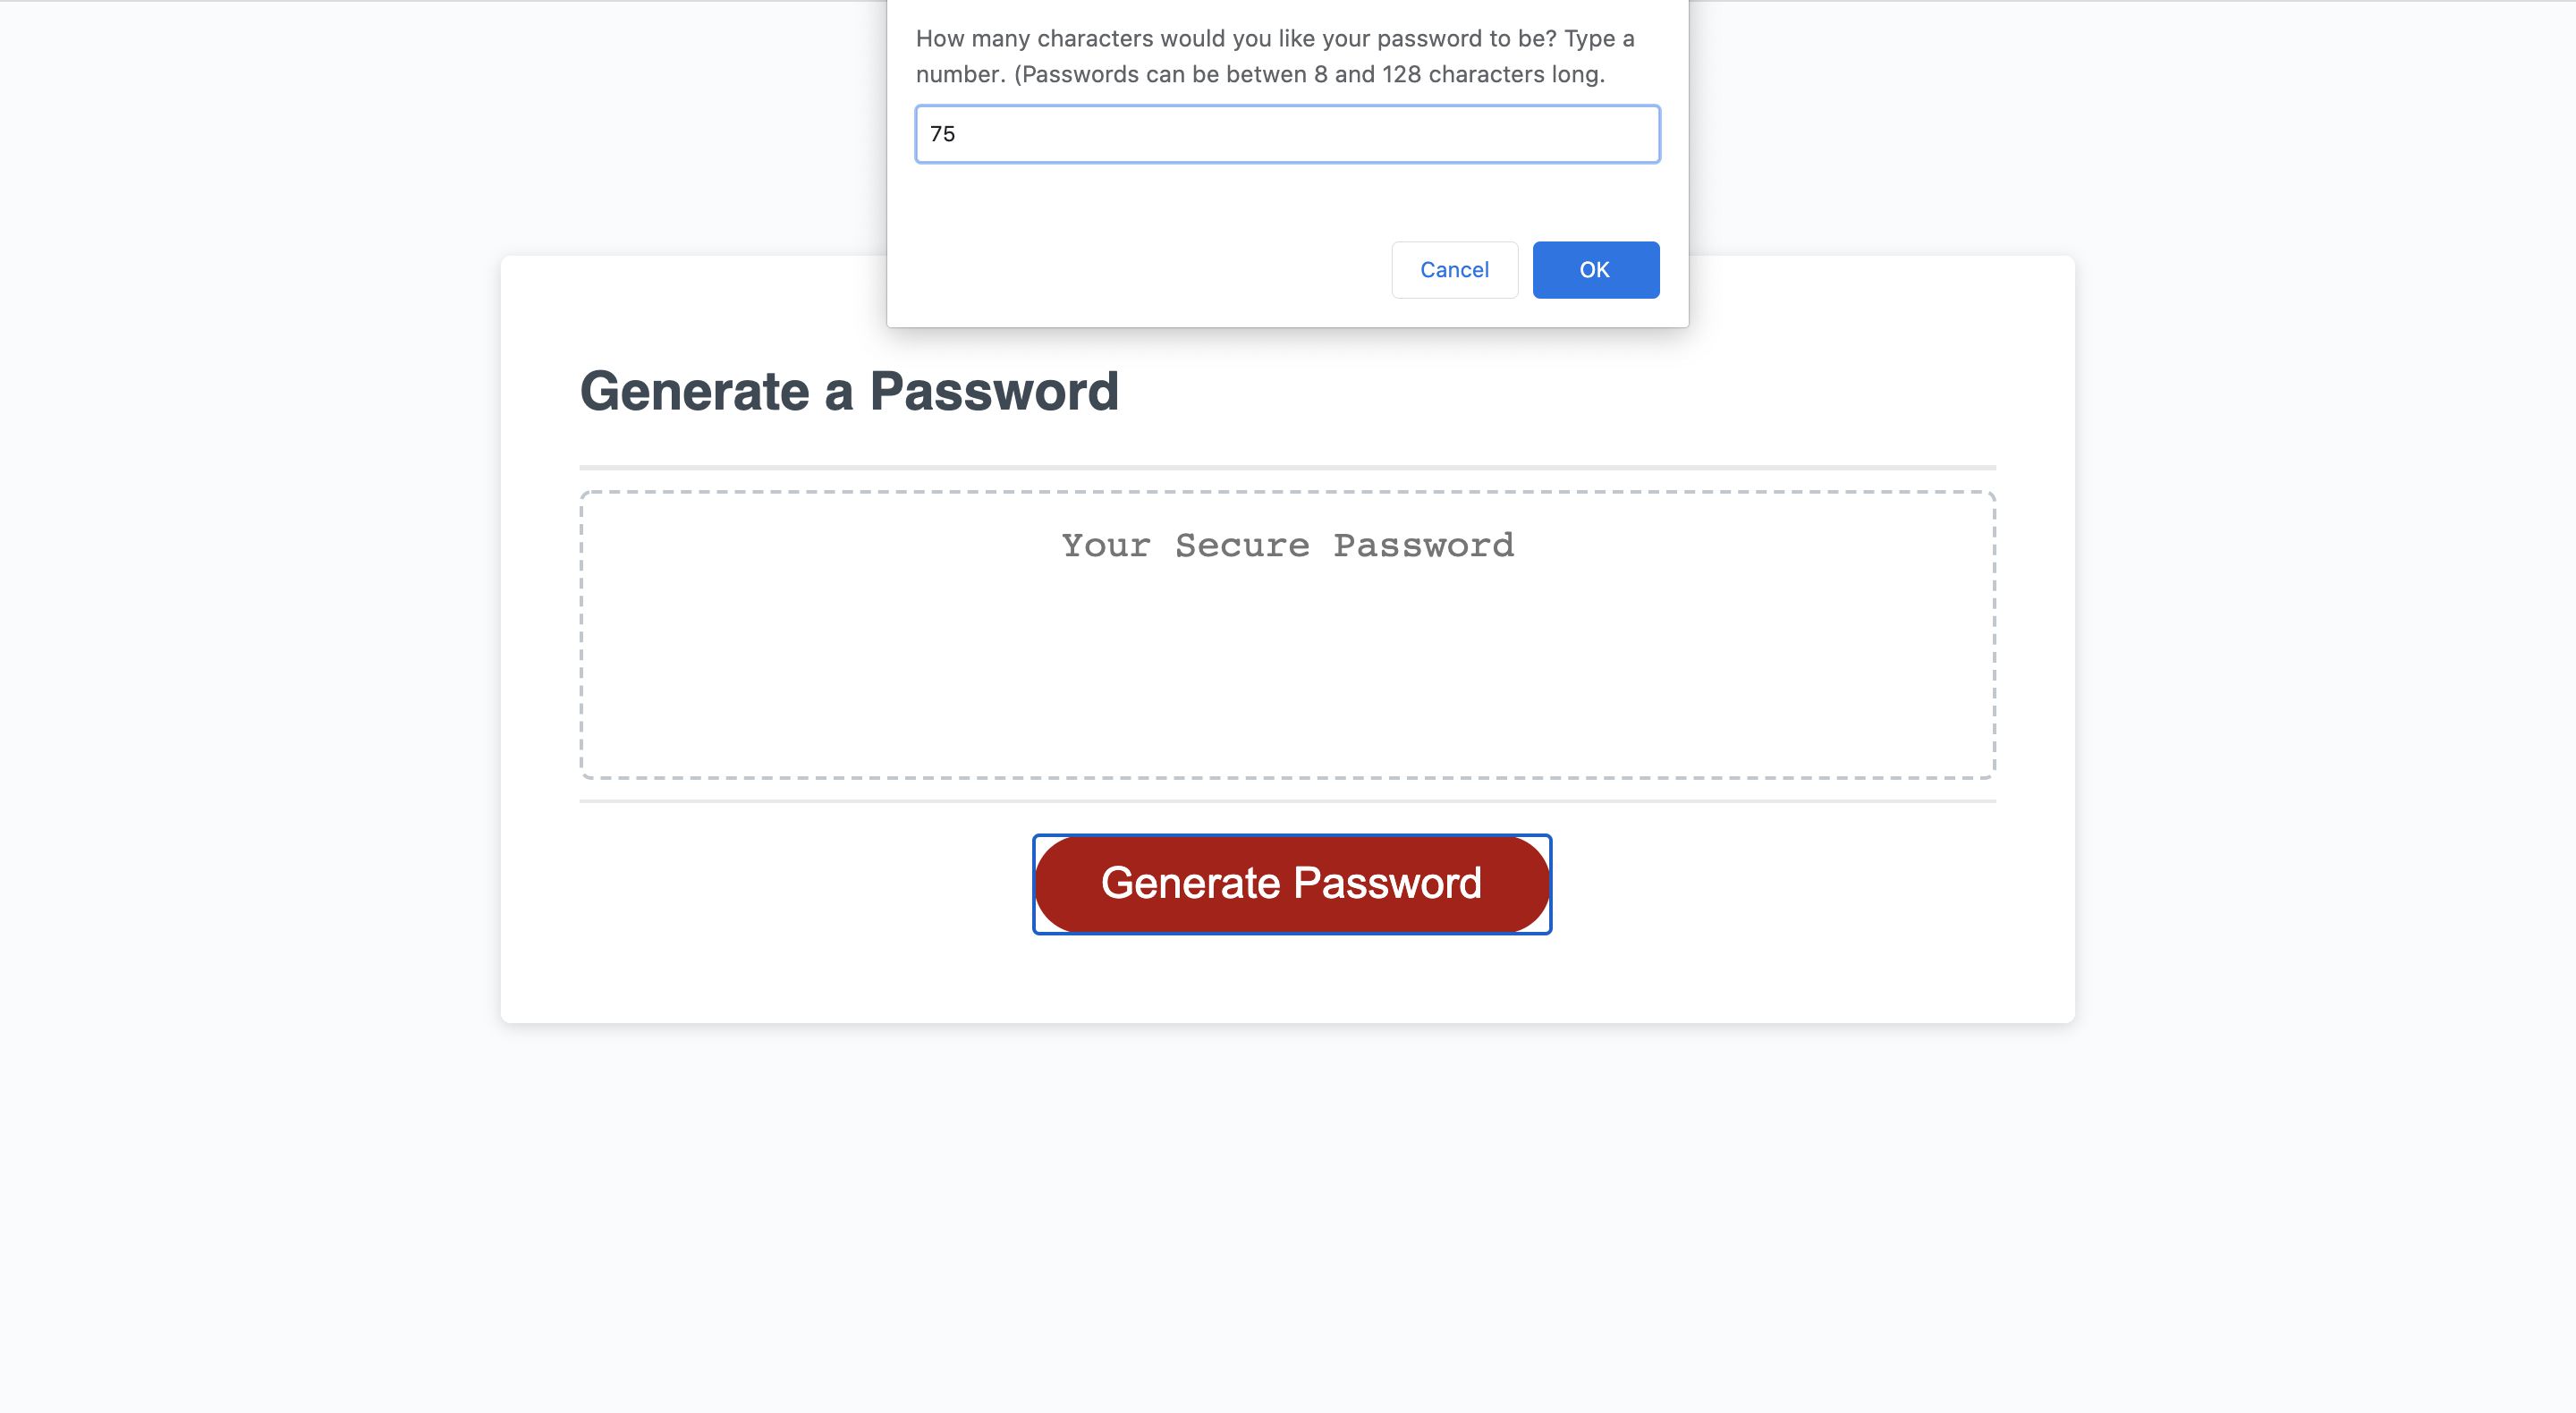 How many characters would you like your password to be? Type a
number. (Passwords can be betwen 8 and 128 characters long.
75
Cancel
OK
Generate a Password
Your Secure Password
Generate Password